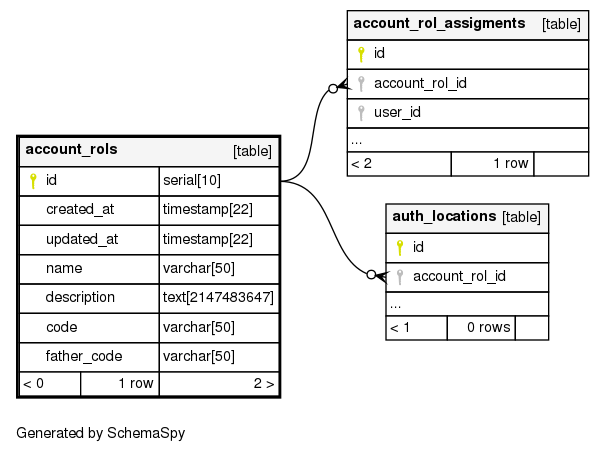 account_rol_assigments [table]
id
account_rol_id
user_id
...
< 2 1 row
account_rols [table]
id serial[10]
created_at timestamp[22]
updated_at timestamp[22]
name varchar[50]
description text[2147483647]
code varchar[50]
father_code varchar[50]
< 0 1 row 2 >
auth_locations [table]
id
account_rol_id
...
< 1 0 rows
Generated by SchemaSpy